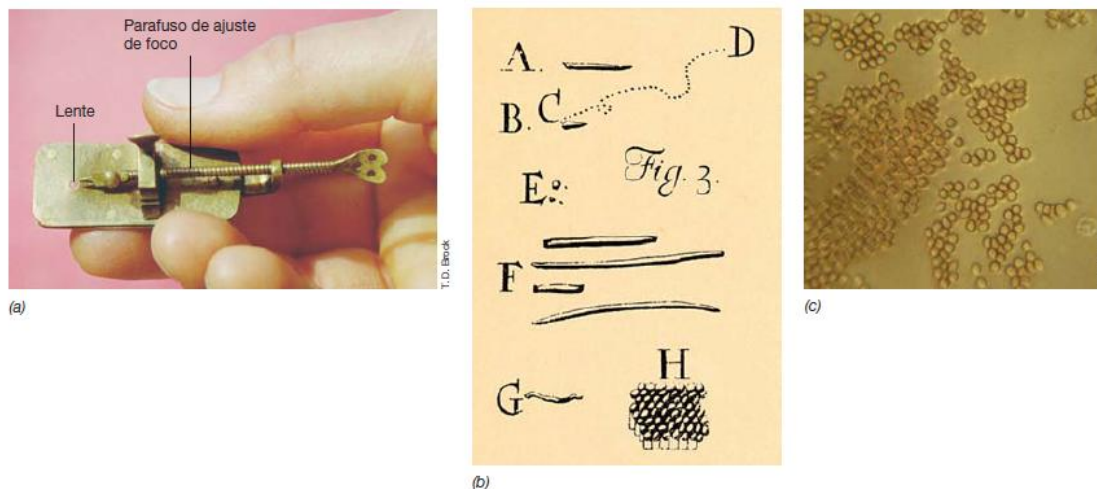 Parafuso de ajuste
de foco
Lente
T. D. Brock
(a)
A.
D
B. C
E
Fig. 3.
F
G
H
(b)
(c)